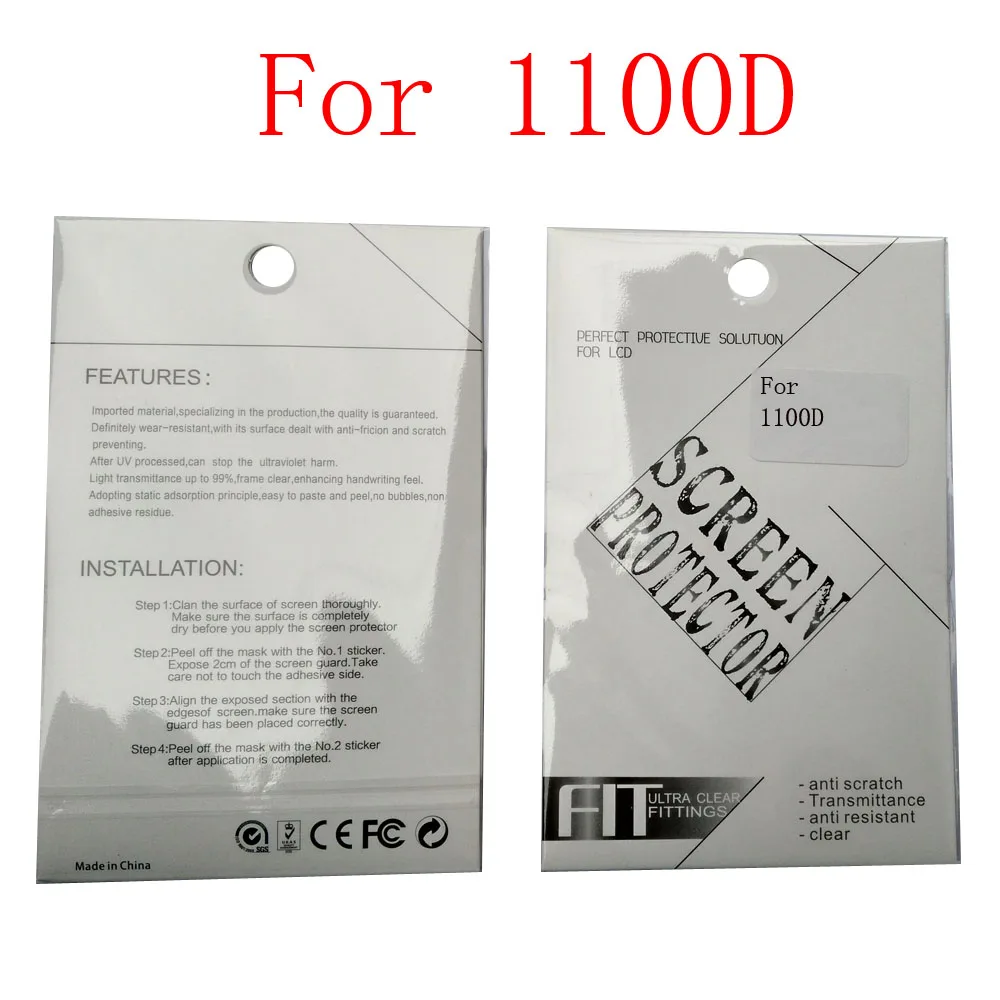 For 1100D
FEATURES:
Imported material,specializing in the production,the quality is guaranteed.
Definitely wear-resistant,with its surface dealt with anti-fricion and scratch
preventing.
After UV processed,can stop the ultraviolet harm.
Light transmittance up to 99%,frame clear,enhancing handwriting feel.
Adopting static adsorption principle,easy to paste and peel,no bubbles,non
adhesive residue.
INSTALLATION:
Step 1:Clan the surface of screen thoroughly.
Make sure the surface is completely
dry before you apply the screen protector
Step2:Peel off the mask with the No.1 sticker.
Expose 2cm of the screen guard.Take
care not to touch the adhesive side.
Step3:Align the exposed section with the
edgesof screen.make sure the screen
guard has been placed correctly.
Step4:Peel off the mask with the No.2 sticker
after application is completed.
SGS
UKAS
CE FC
Made in China
PERFECT PROTECTIVE SOLUTUON
FOR LCD
For
1100D
SCREEN
PROTECTOR
FIT
ULTRA CLEAR
FITTINGS
- anti scratch
- Transmittance
- anti resistant
- clear